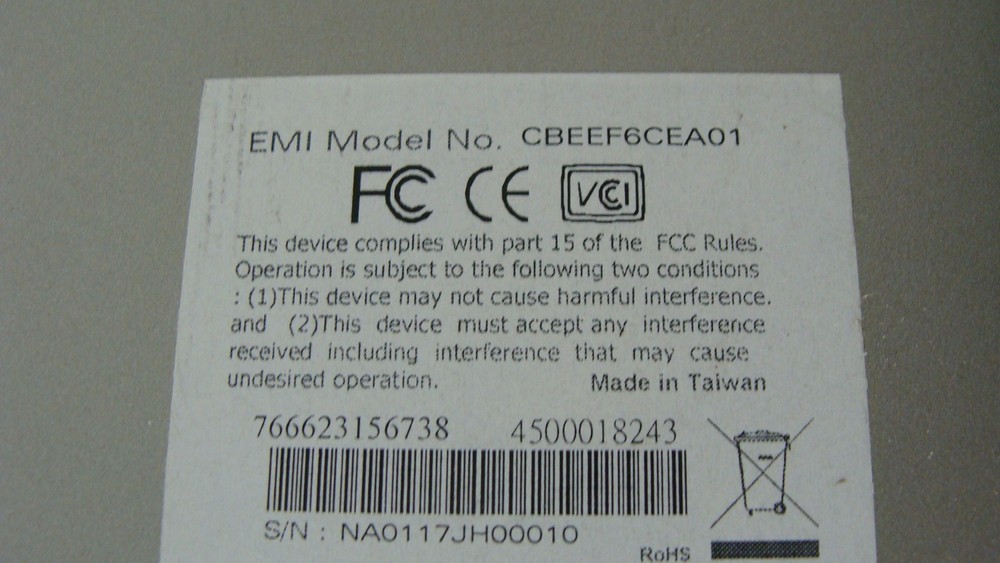 EMI Model No. CBEEF6CEA01
FC CE VCI
This device complies with part 15 of the FCC Rules.
Operation is subject to the following two conditions
: (1)This device may not cause harmful interference.
and (2)This device must accept any interference
received including interference that may cause
undesired operation. Made in Taiwan
766623156738 4500018243
S/N : NA0117JH00010
RoHS